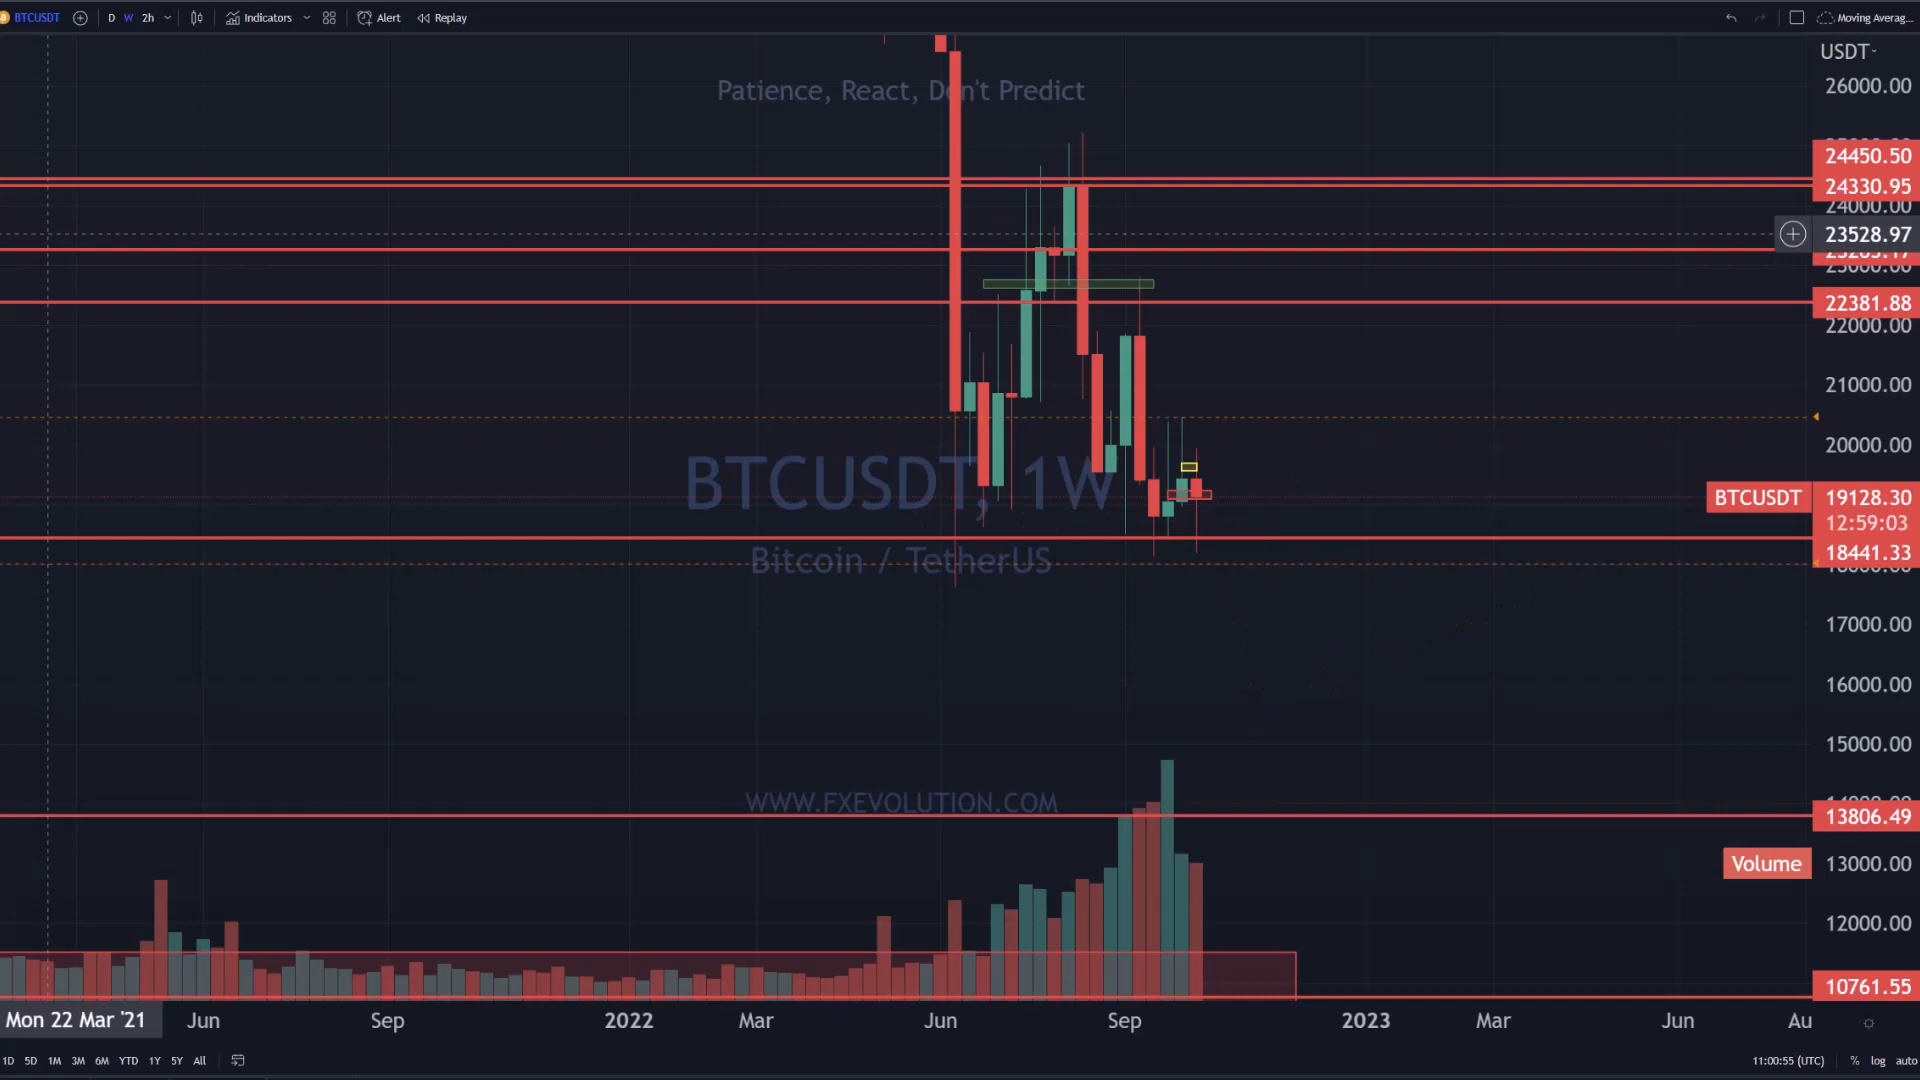 BTCUSDT D W 2h Indicators Alert Replay Moving Averag...
USDT
Patience, React, Don't Predict
26000.00
24450.50
24330.95
24000.00
23528.97
23000.00
22381.88
22000.00
21000.00
20000.00
BTCUSDT, 1W
BTCUSDT 19128.30
12:59:03
18441.33
Bitcoin / TetherUS
18000.00
17000.00
16000.00
15000.00
WWW.FXEVOLUTION.COM
13806.49
Volume 13000.00
12000.00
10761.55
Mon 22 Mar '21 Jun Sep 2022 Mar Jun Sep 2023 Mar Jun Au
1D 5D 1M 3M 6M YTD 1Y 5Y All 11:00:55 (UTC) % log auto